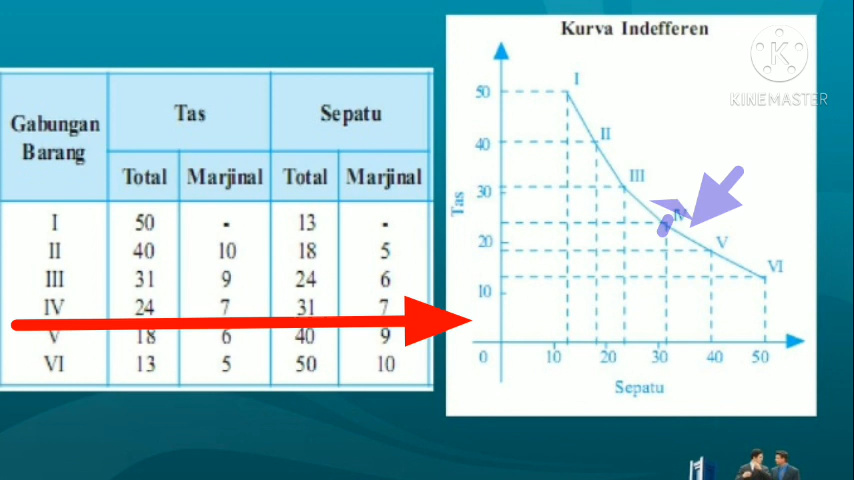 Gabungan Barang Tas Sepatu
Total Marjinal Total Marjinal
I 50 - 13 -
II 40 10 18 5
III 31 9 24 6
IV 24 7 31 7
V 18 6 40 9
VI 13 5 50 10
Kurva Indefferen
KINEMASTER
Tas
50
40
30
20
10
I
II
III
IV
V
VI
0 10 20 30 40 50
Sepatu